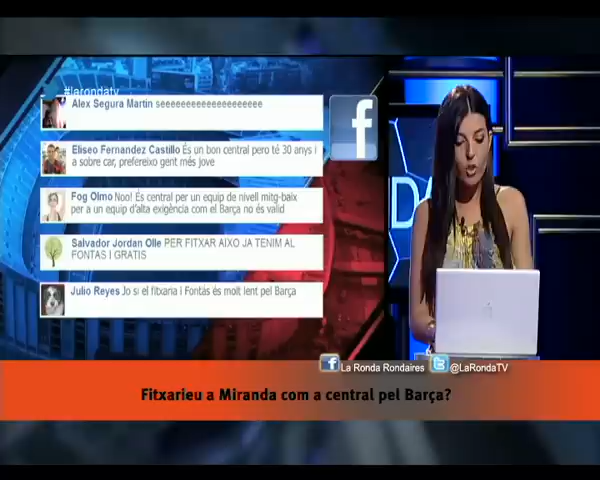 #larondatv
Alex Segura Martin seeeeeeeeeeeeeeeeeeee
Eliseo Fernandez Castillo És un bon central pero té 30 anys i
a sobre car, prefereixo gent més jove
Fog Olmo Noo! És central per un equip de nivell mitg-baix
per a un equip d'alta exigència com el Barça no és valid
Salvador Jordan Olle PER FITXAR AIXO JA TENIM AL
FONTAS I GRATIS
Julio Reyes Jo si el fitxaria i Fontás és molt lent pel Barça
f
f La Ronda Rondaires t @LaRondaTV
Fitxarieu a Miranda com a central pel Barça?